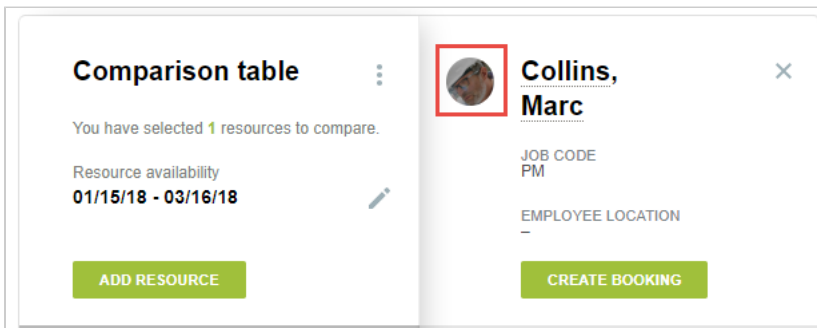 Comparison table
You have selected 1 resources to compare.
Resource availability
01/15/18 - 03/16/18
ADD RESOURCE
Collins,
Marc
JOB CODE
PM
EMPLOYEE LOCATION
–
CREATE BOOKING